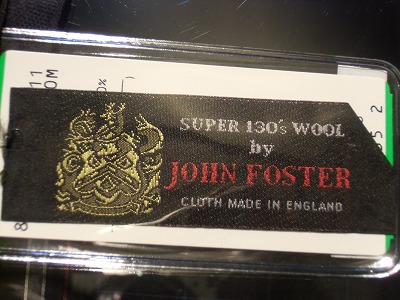 SUPER 130's WOOL
by
JOHN FOSTER
CLOTH MADE IN ENGLAND